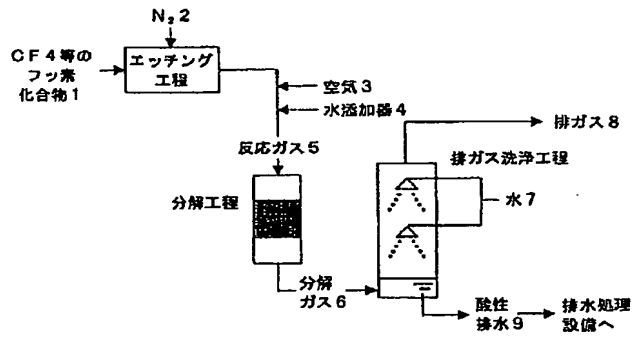 N₂2
CF4等の
フッ素
化合物1
エッチング
工程
空気3
水添加器4
反応ガス5
排ガス8
排ガス洗浄工程
分解工程
水7
分解
ガス6
酸性
排水9
排水処理
設備へ